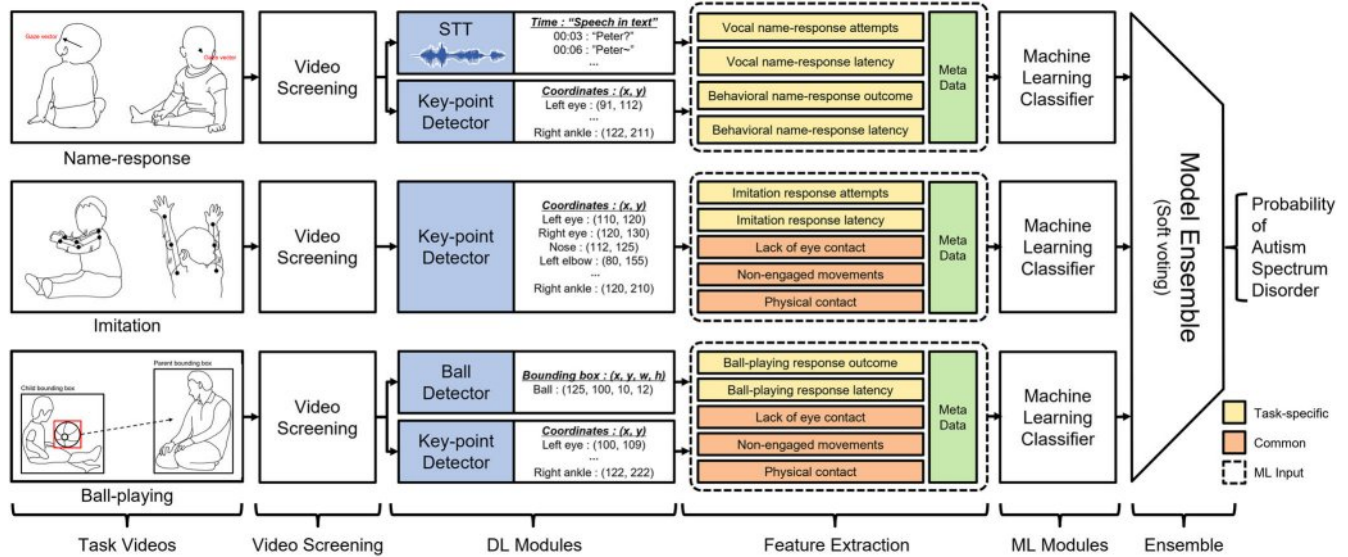 Gaze vector
Gaze vector
Name-response
Video
Screening
STT
Time : “Speech in text”
00:03 : “Peter?”
00:06 : “Peter~”
...
Key-point
Detector
Coordinates : (x, y)
Left eye : (91, 112)
...
Right ankle : (122, 211)
Vocal name-response attempts
Vocal name-response latency
Behavioral name-response outcome
Behavioral name-response latency
Meta
Data
Machine
Learning
Classifier
Imitation
Video
Screening
Key-point
Detector
Coordinates : (x, y)
Left eye : (110, 120)
Right eye : (120, 130)
Nose : (112, 125)
Left elbow : (80, 155)
...
Right ankle : (120, 210)
Imitation response attempts
Imitation response latency
Lack of eye contact
Non-engaged movements
Physical contact
Meta
Data
Machine
Learning
Classifier
Child bounding box
Parent bounding box
Ball-playing
Video
Screening
Ball
Detector
Bounding box : (x, y, w, h)
Ball : (125, 100, 10, 12)
Key-point
Detector
Coordinates : (x, y)
Left eye : (100, 109)
...
Right ankle : (122, 222)
Ball-playing response outcome
Ball-playing response latency
Lack of eye contact
Non-engaged movements
Physical contact
Meta
Data
Machine
Learning
Classifier
Model Ensemble
(Soft voting)
Probability
of
Autism
Spectrum
Disorder
Task-specific
Common
ML Input
Task Videos
Video Screening
DL Modules
Feature Extraction
ML Modules
Ensemble